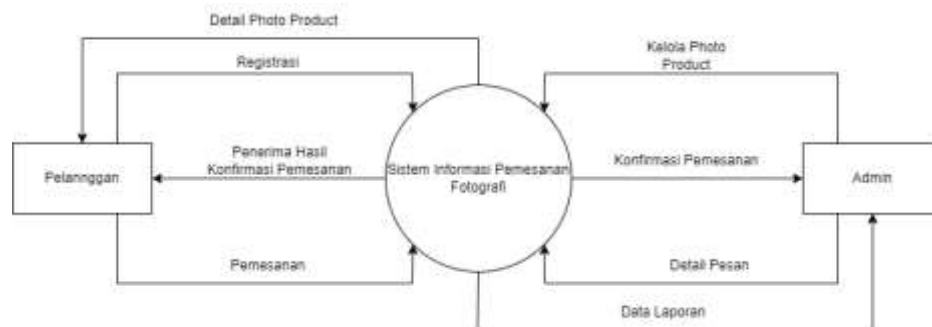 Detail Photo Product
Registrasi
Kelola Photo
Product
Pelannggan
Penerima Hasil
Konfirmasi Pemesanan
Sistem Informasi Pemesanan
Fotografi
Konfirmasi Pemesanan
Admin
Pemesanan
Detail Pesan
Data Laporan